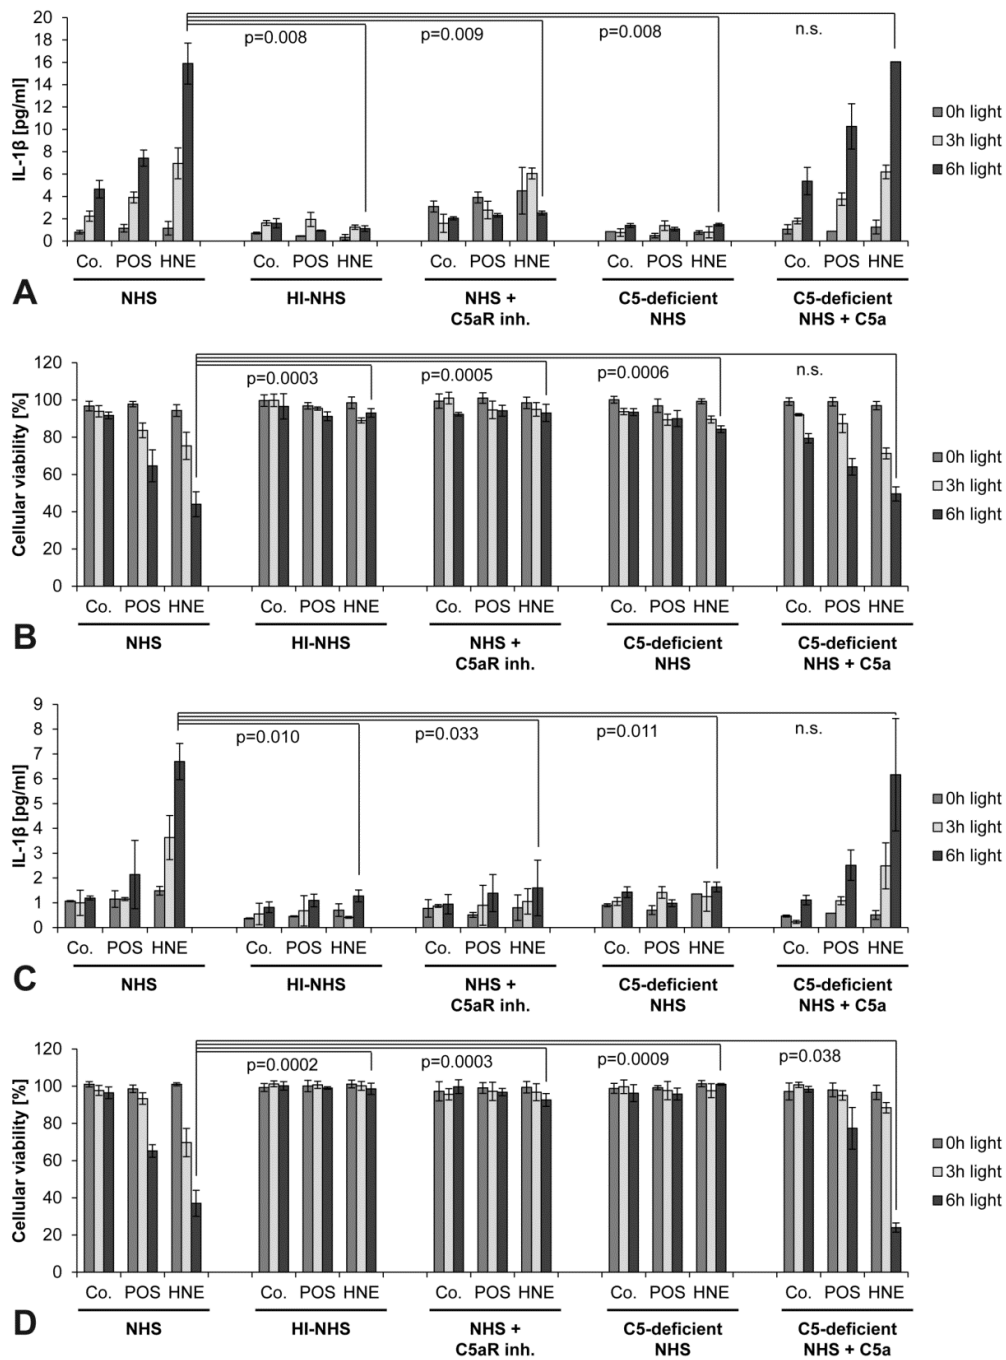 20
18
16
14
12
10
8
6
4
2
0
IL-1β [pg/ml]
p=0.008
p=0.009
p=0.008
n.s.
0h light
3h light
6h light
Co. POS HNE Co. POS HNE Co. POS HNE Co. POS HNE Co. POS HNE
NHS HI-NHS NHS + C5-deficient C5-deficient
C5aR inh. NHS NHS + C5a
A
120
100
80
60
40
20
0
Cellular viability [%]
p=0.0003
p=0.0005
p=0.0006
n.s.
0h light
3h light
6h light
Co. POS HNE Co. POS HNE Co. POS HNE Co. POS HNE Co. POS HNE
NHS HI-NHS NHS + C5-deficient C5-deficient
C5aR inh. NHS NHS + C5a
B
9
8
7
6
5
4
3
2
1
0
IL-1β [pg/ml]
p=0.010
p=0.033
p=0.011
n.s.
0h light
3h light
6h light
Co. POS HNE Co. POS HNE Co. POS HNE Co. POS HNE Co. POS HNE
NHS HI-NHS NHS + C5-deficient C5-deficient
C5aR inh. NHS NHS + C5a
C
120
100
80
60
40
20
0
Cellular viability [%]
p=0.0002
p=0.0003
p=0.0009
p=0.038
0h light
3h light
6h light
Co. POS HNE Co. POS HNE Co. POS HNE Co. POS HNE Co. POS HNE
NHS HI-NHS NHS + C5-deficient C5-deficient
C5aR inh. NHS NHS + C5a
D